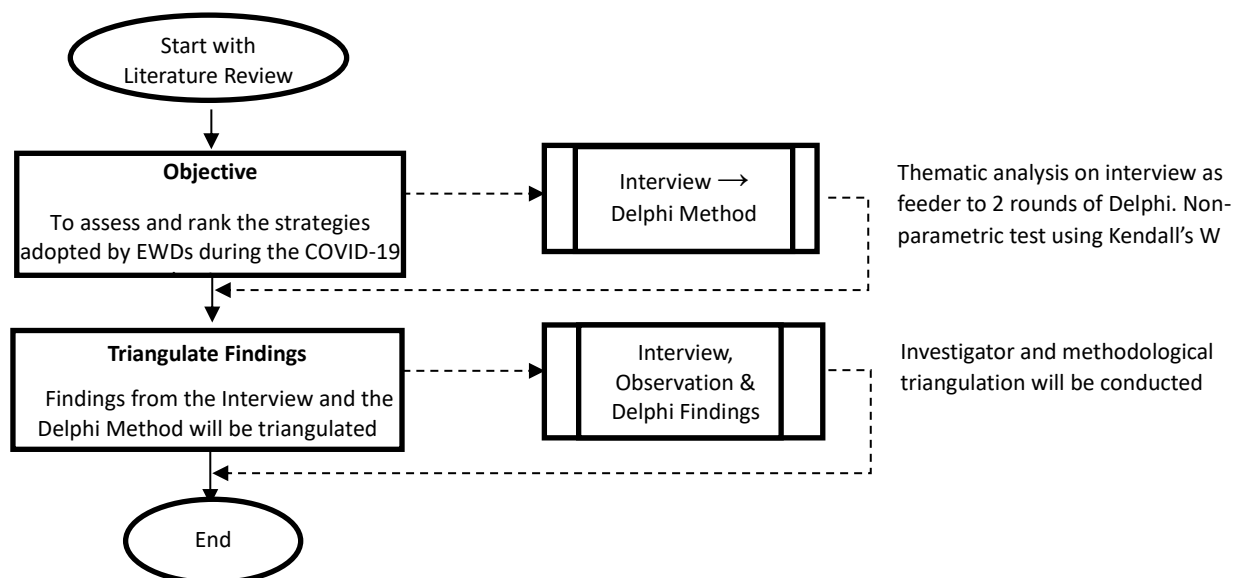 Start with
Literature Review
Objective
To assess and rank the strategies
adopted by EWDs during the COVID-19
Interview →
Delphi Method
Thematic analysis on interview as
feeder to 2 rounds of Delphi. Non-
parametric test using Kendall's W
Triangulate Findings
Findings from the Interview and the
Delphi Method will be triangulated
Interview,
Observation &
Delphi Findings
Investigator and methodological
triangulation will be conducted
End